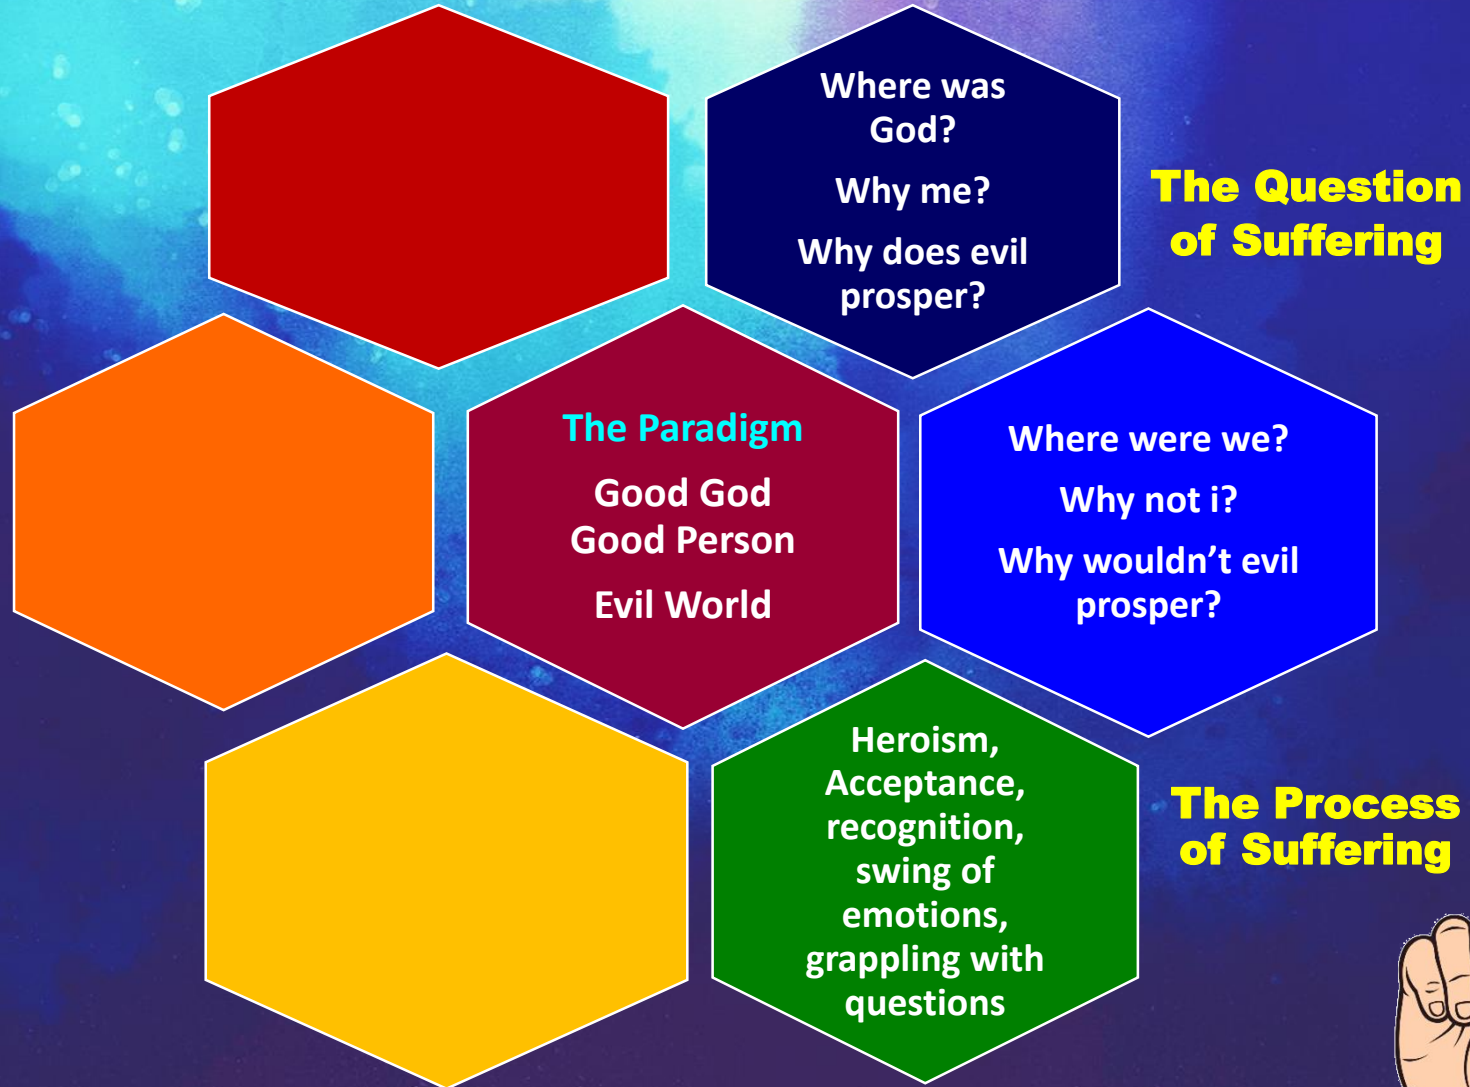 Where was
God?
Why me?
Why does evil
prosper?
The Question
of Suffering
The Paradigm
Good God
Good Person
Evil World
Where were we?
Why not i?
Why wouldn’t evil
prosper?
Heroism,
Acceptance,
recognition,
swing of
emotions,
grappling with
questions
The Process
of Suffering